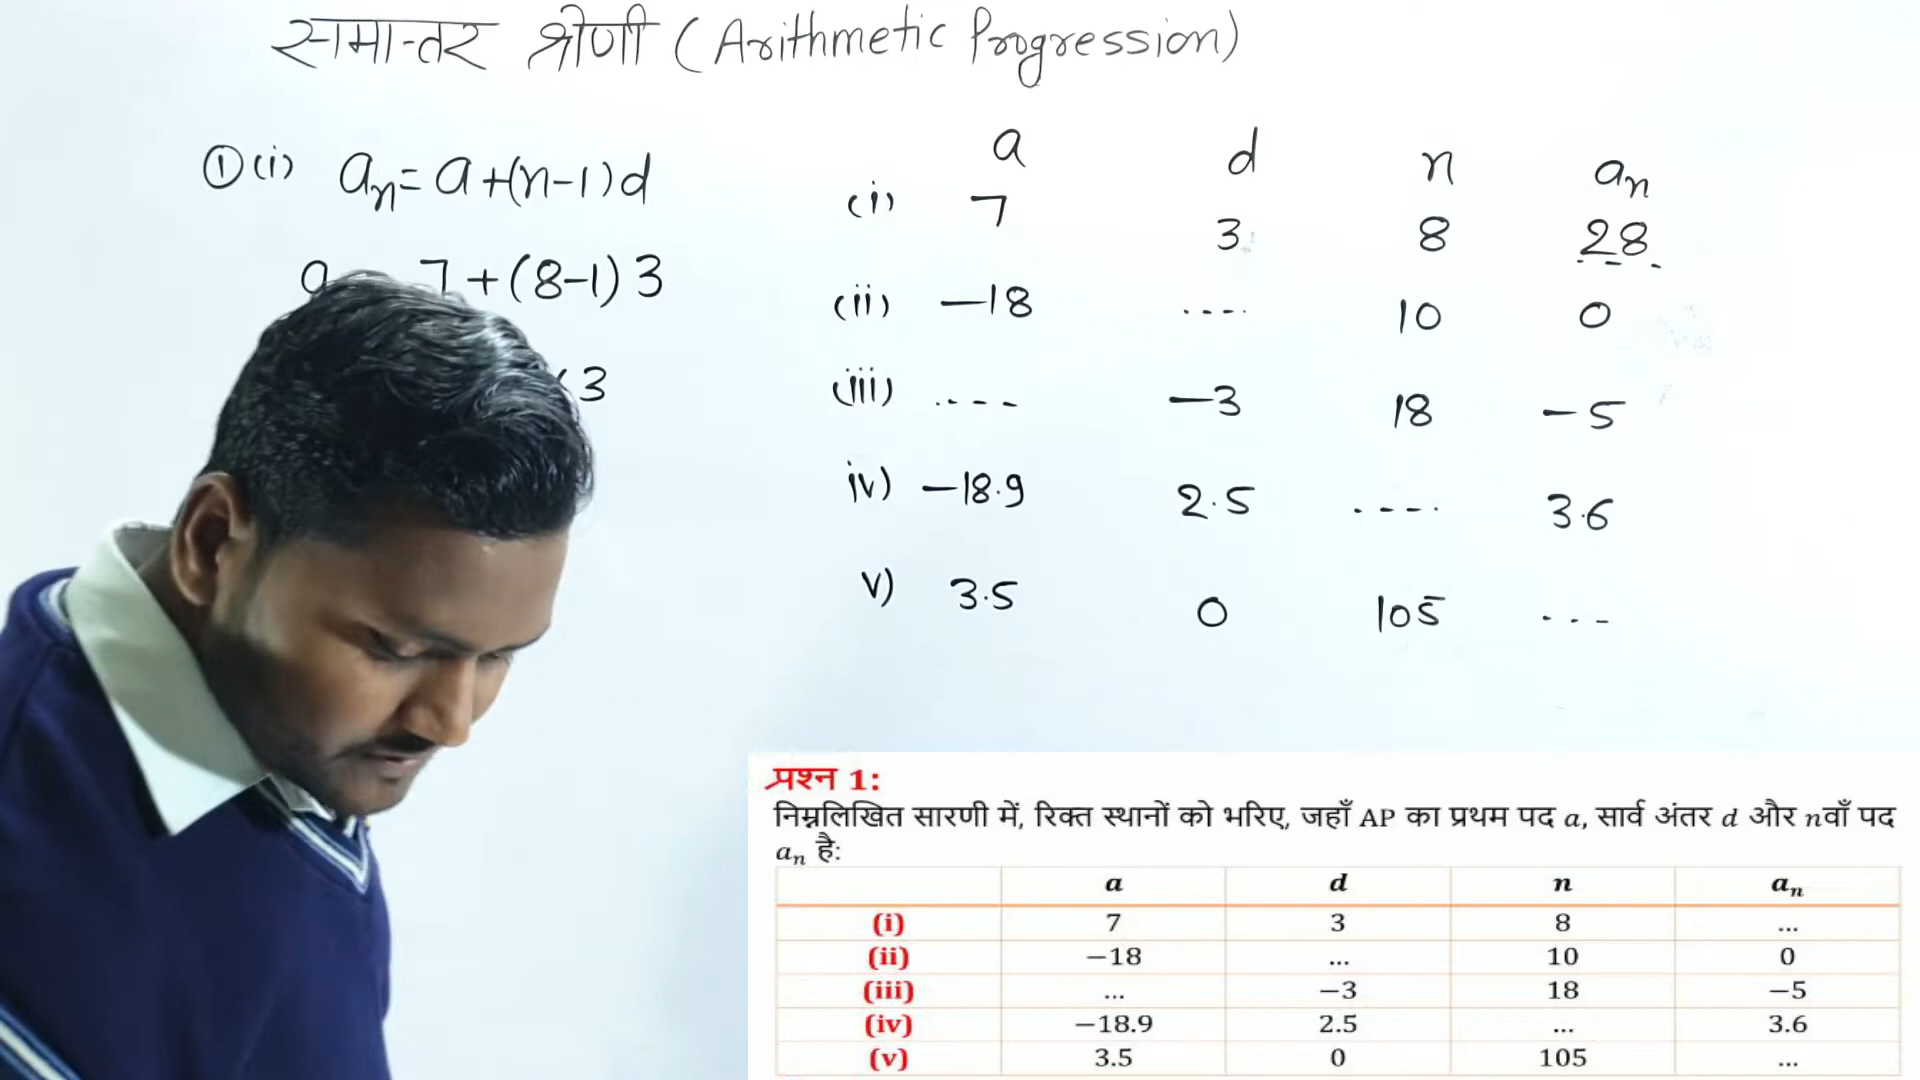 समान्तर श्रेणी (Arithmetic Progression)
①(i) aₙ = a+(n-1)d
a 7+(8-1)3
3
a d n aₙ
(i) 7 3 8 28
(ii) -18 .... 10 0
(iii) .... -3 18 -5
iv) -18.9 2.5 .... 3.6
v) 3.5 0 105 ...
प्रश्न 1:
निम्नलिखित सारणी में, रिक्त स्थानों को भरिए, जहाँ AP का प्रथम पद a, सार्व अंतर d और nवाँ पद
aₙ है:
a d n aₙ
(i) 7 3 8 ...
(ii) −18 ... 10 0
(iii) ... −3 18 −5
(iv) −18.9 2.5 ... 3.6
(v) 3.5 0 105 ...